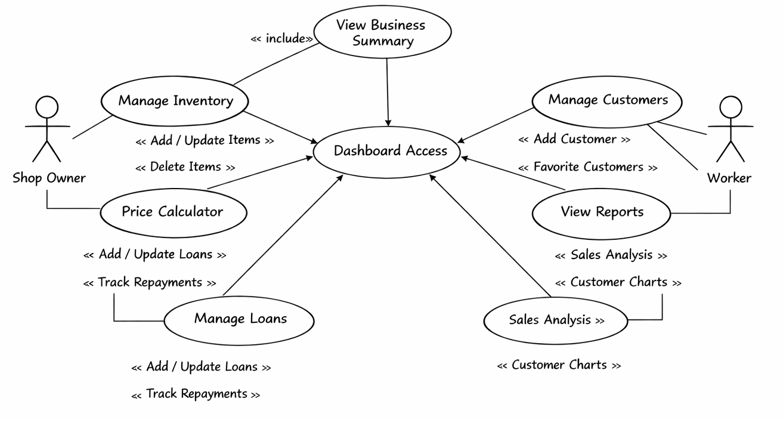 View Business
Summary
<< include>>
Manage Inventory
Manage Customers
<< Add / Update Items >>
<< Delete Items >>
Dashboard Access
<< Add Customer >>
<< Favorite Customers >>
Shop Owner
Worker
Price Calculator
View Reports
<< Add / Update Loans >>
<< Track Repayments >>
<< Sales Analysis >>
<< Customer Charts >>
Manage Loans
Sales Analysis >>
<< Add / Update Loans >>
<< Track Repayments >>
<< Customer Charts >>